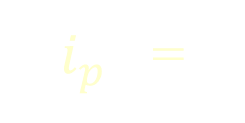 i_p =